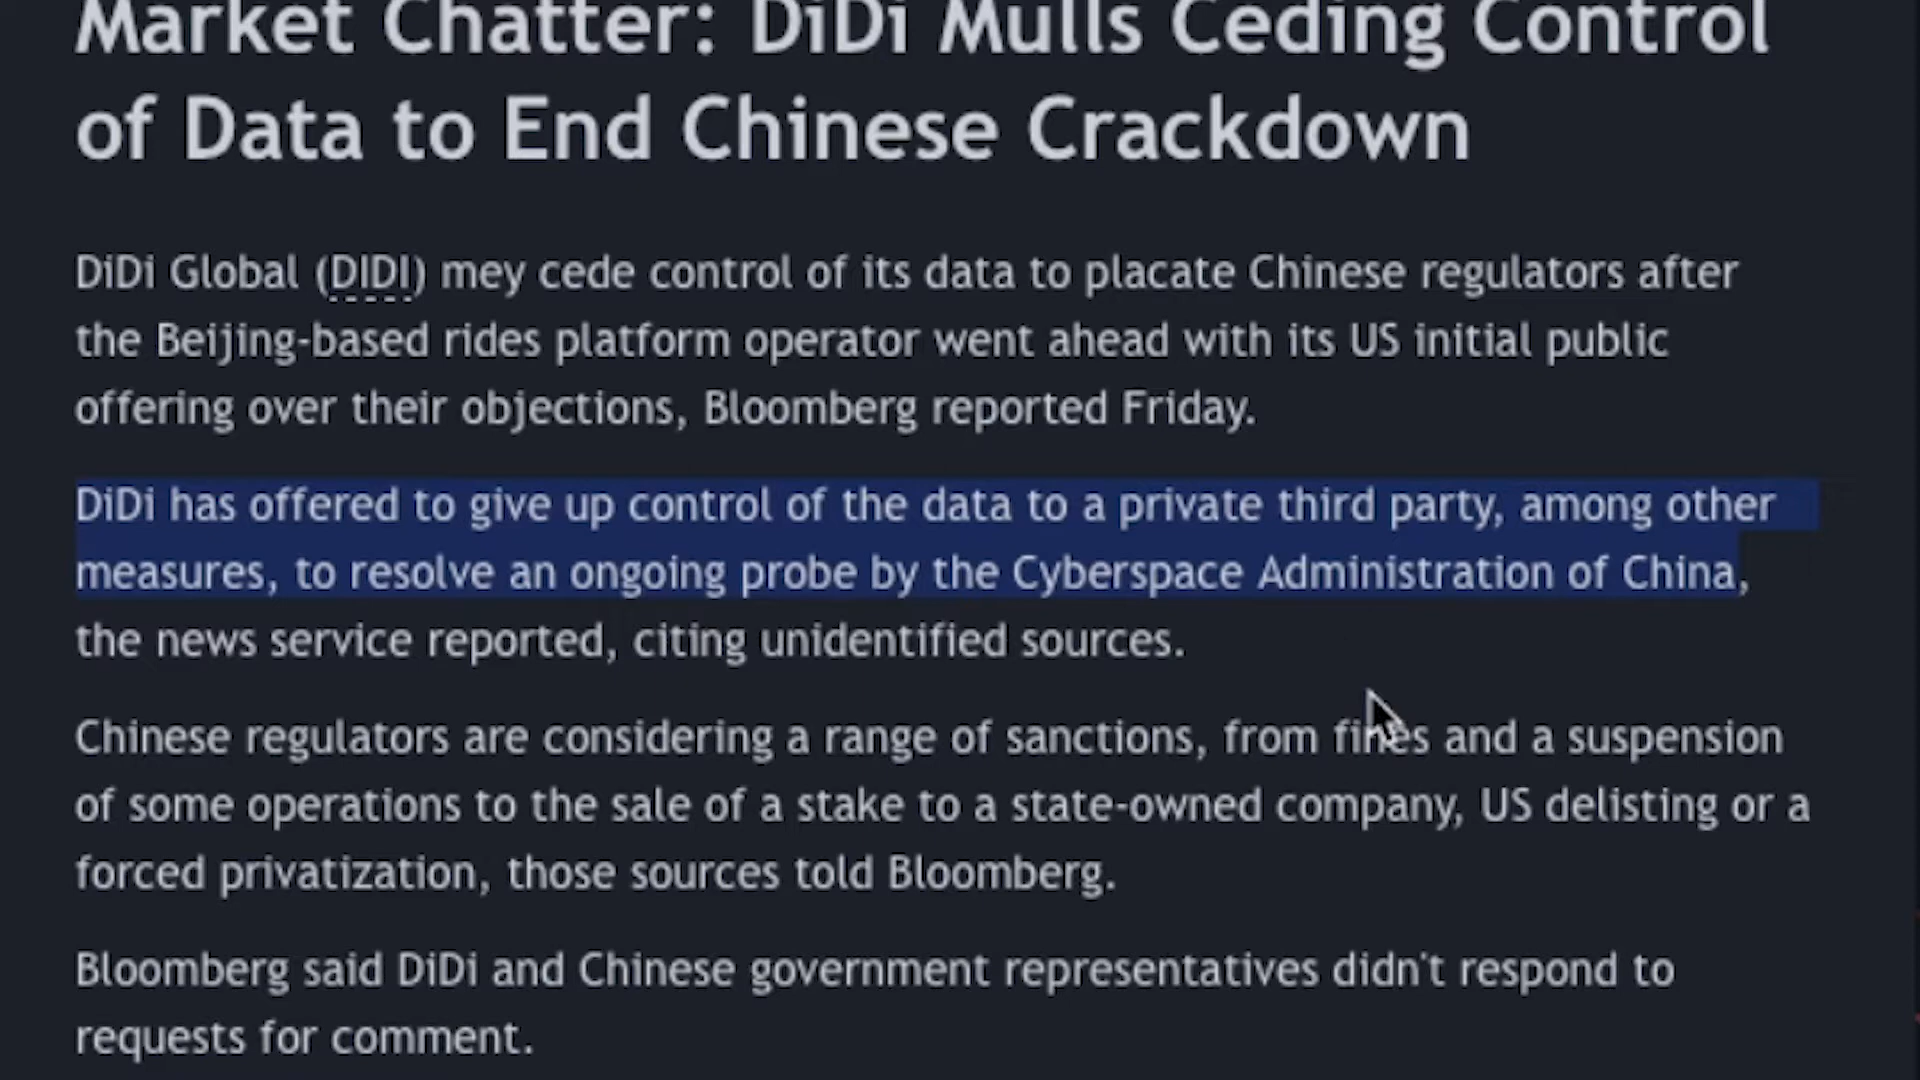 Market Chatter: DiDi Mulls Ceding Control
of Data to End Chinese Crackdown
DiDi Global (DIDI) mey cede control of its data to placate Chinese regulators after
the Beijing-based rides platform operator went ahead with its US initial public
offering over their objections, Bloomberg reported Friday.
DiDi has offered to give up control of the data to a private third party, among other
measures, to resolve an ongoing probe by the Cyberspace Administration of China,
the news service reported, citing unidentified sources.
Chinese regulators are considering a range of sanctions, from fines and a suspension
of some operations to the sale of a stake to a state-owned company, US delisting or a
forced privatization, those sources told Bloomberg.
Bloomberg said DiDi and Chinese government representatives didn't respond to
requests for comment.